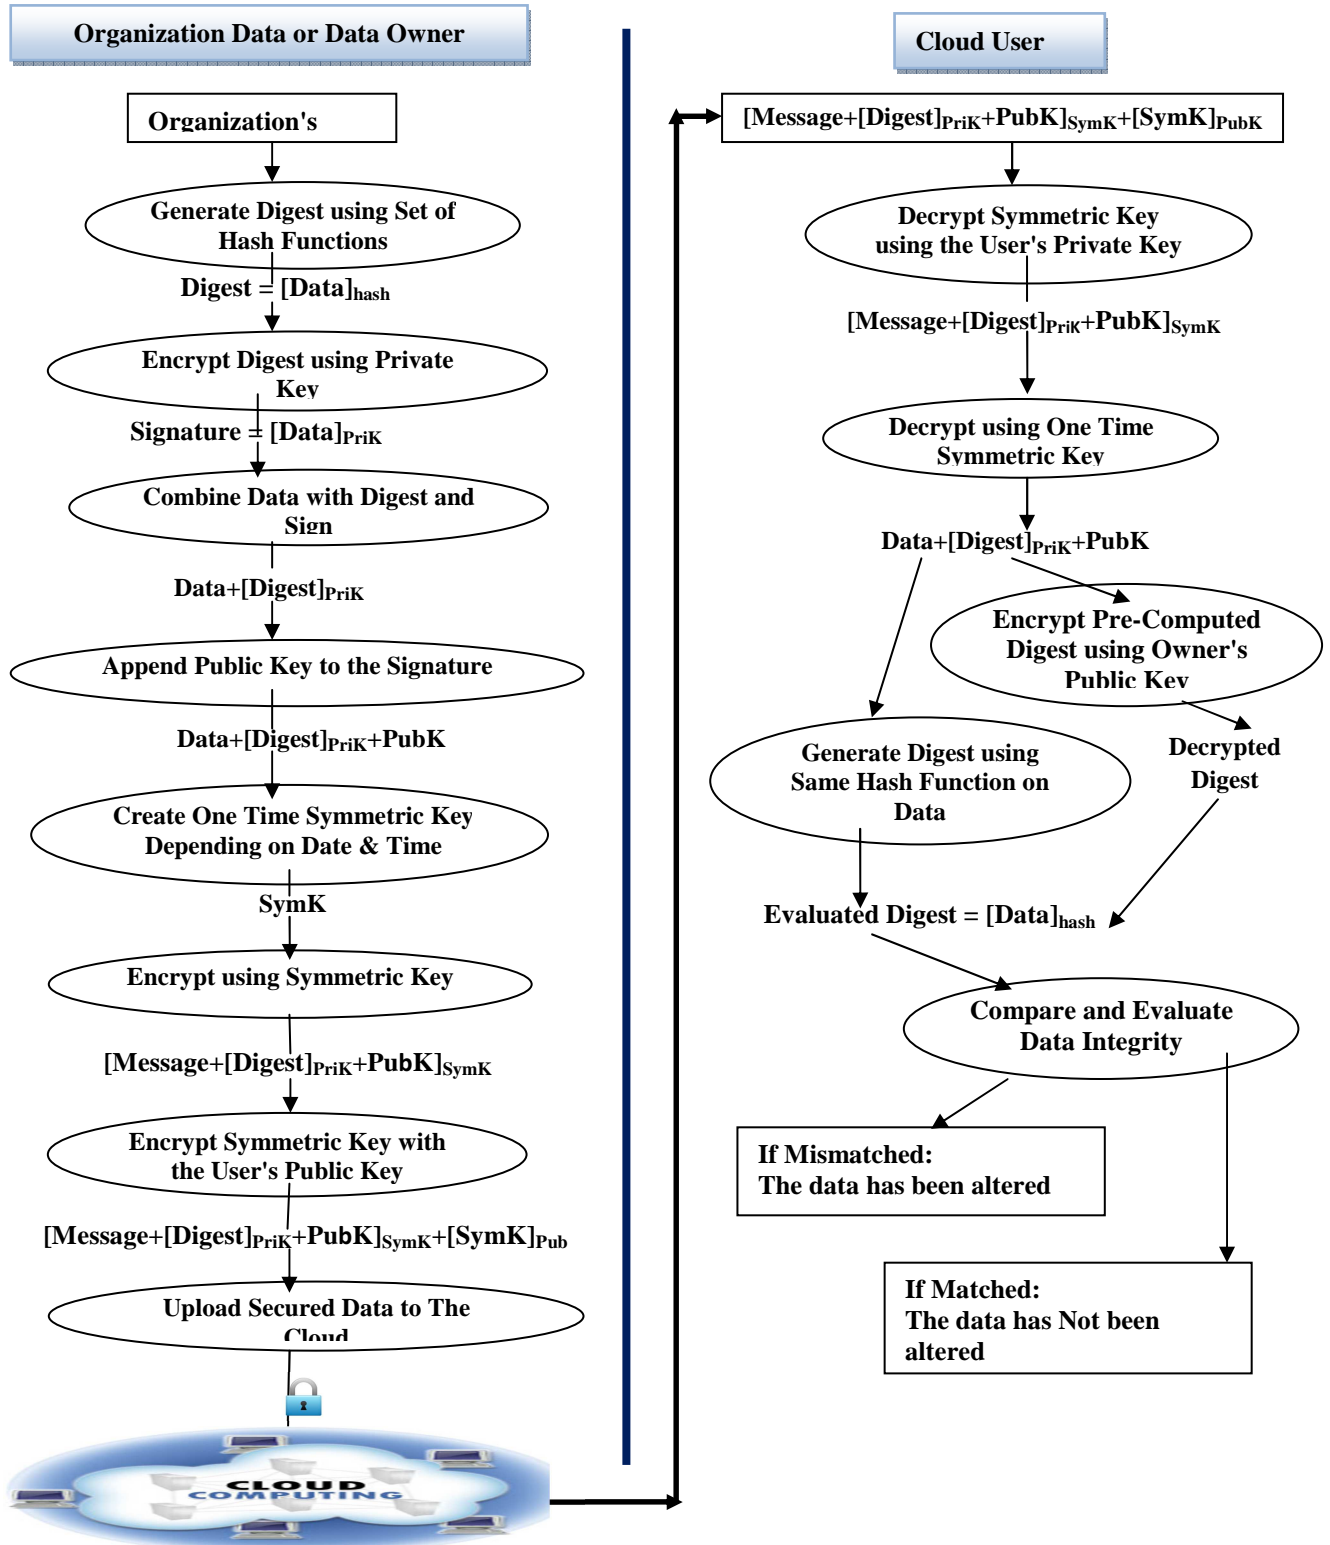 Organization Data or Data Owner
Organization's
Generate Digest using Set of
Hash Functions
Digest = [Data]hash
Encrypt Digest using Private
Key
Signature = [Data]PriK
Combine Data with Digest and
Sign
Data+[Digest]PriK
Append Public Key to the Signature
Data+[Digest]PriK+PubK
Create One Time Symmetric Key
Depending on Date & Time
SymK
Encrypt using Symmetric Key
[Message+[Digest]PriK+PubK]SymK
Encrypt Symmetric Key with
the User's Public Key
[Message+[Digest]PriK+PubK]SymK+[SymK]Pub
Upload Secured Data to The
Cloud
CLOUD
COMPUTING
Cloud User
[Message+[Digest]PriK+PubK]SymK+[SymK]PubK
Decrypt Symmetric Key
using the User's Private Key
[Message+[Digest]PriK+PubK]SymK
Decrypt using One Time
Symmetric Key
Data+[Digest]PriK+PubK
Encrypt Pre-Computed
Digest using Owner's
Public Key
Decrypted
Digest
Generate Digest using
Same Hash Function on
Data
Evaluated Digest = [Data]hash
Compare and Evaluate
Data Integrity
If Mismatched:
The data has been altered
If Matched:
The data has Not been
altered